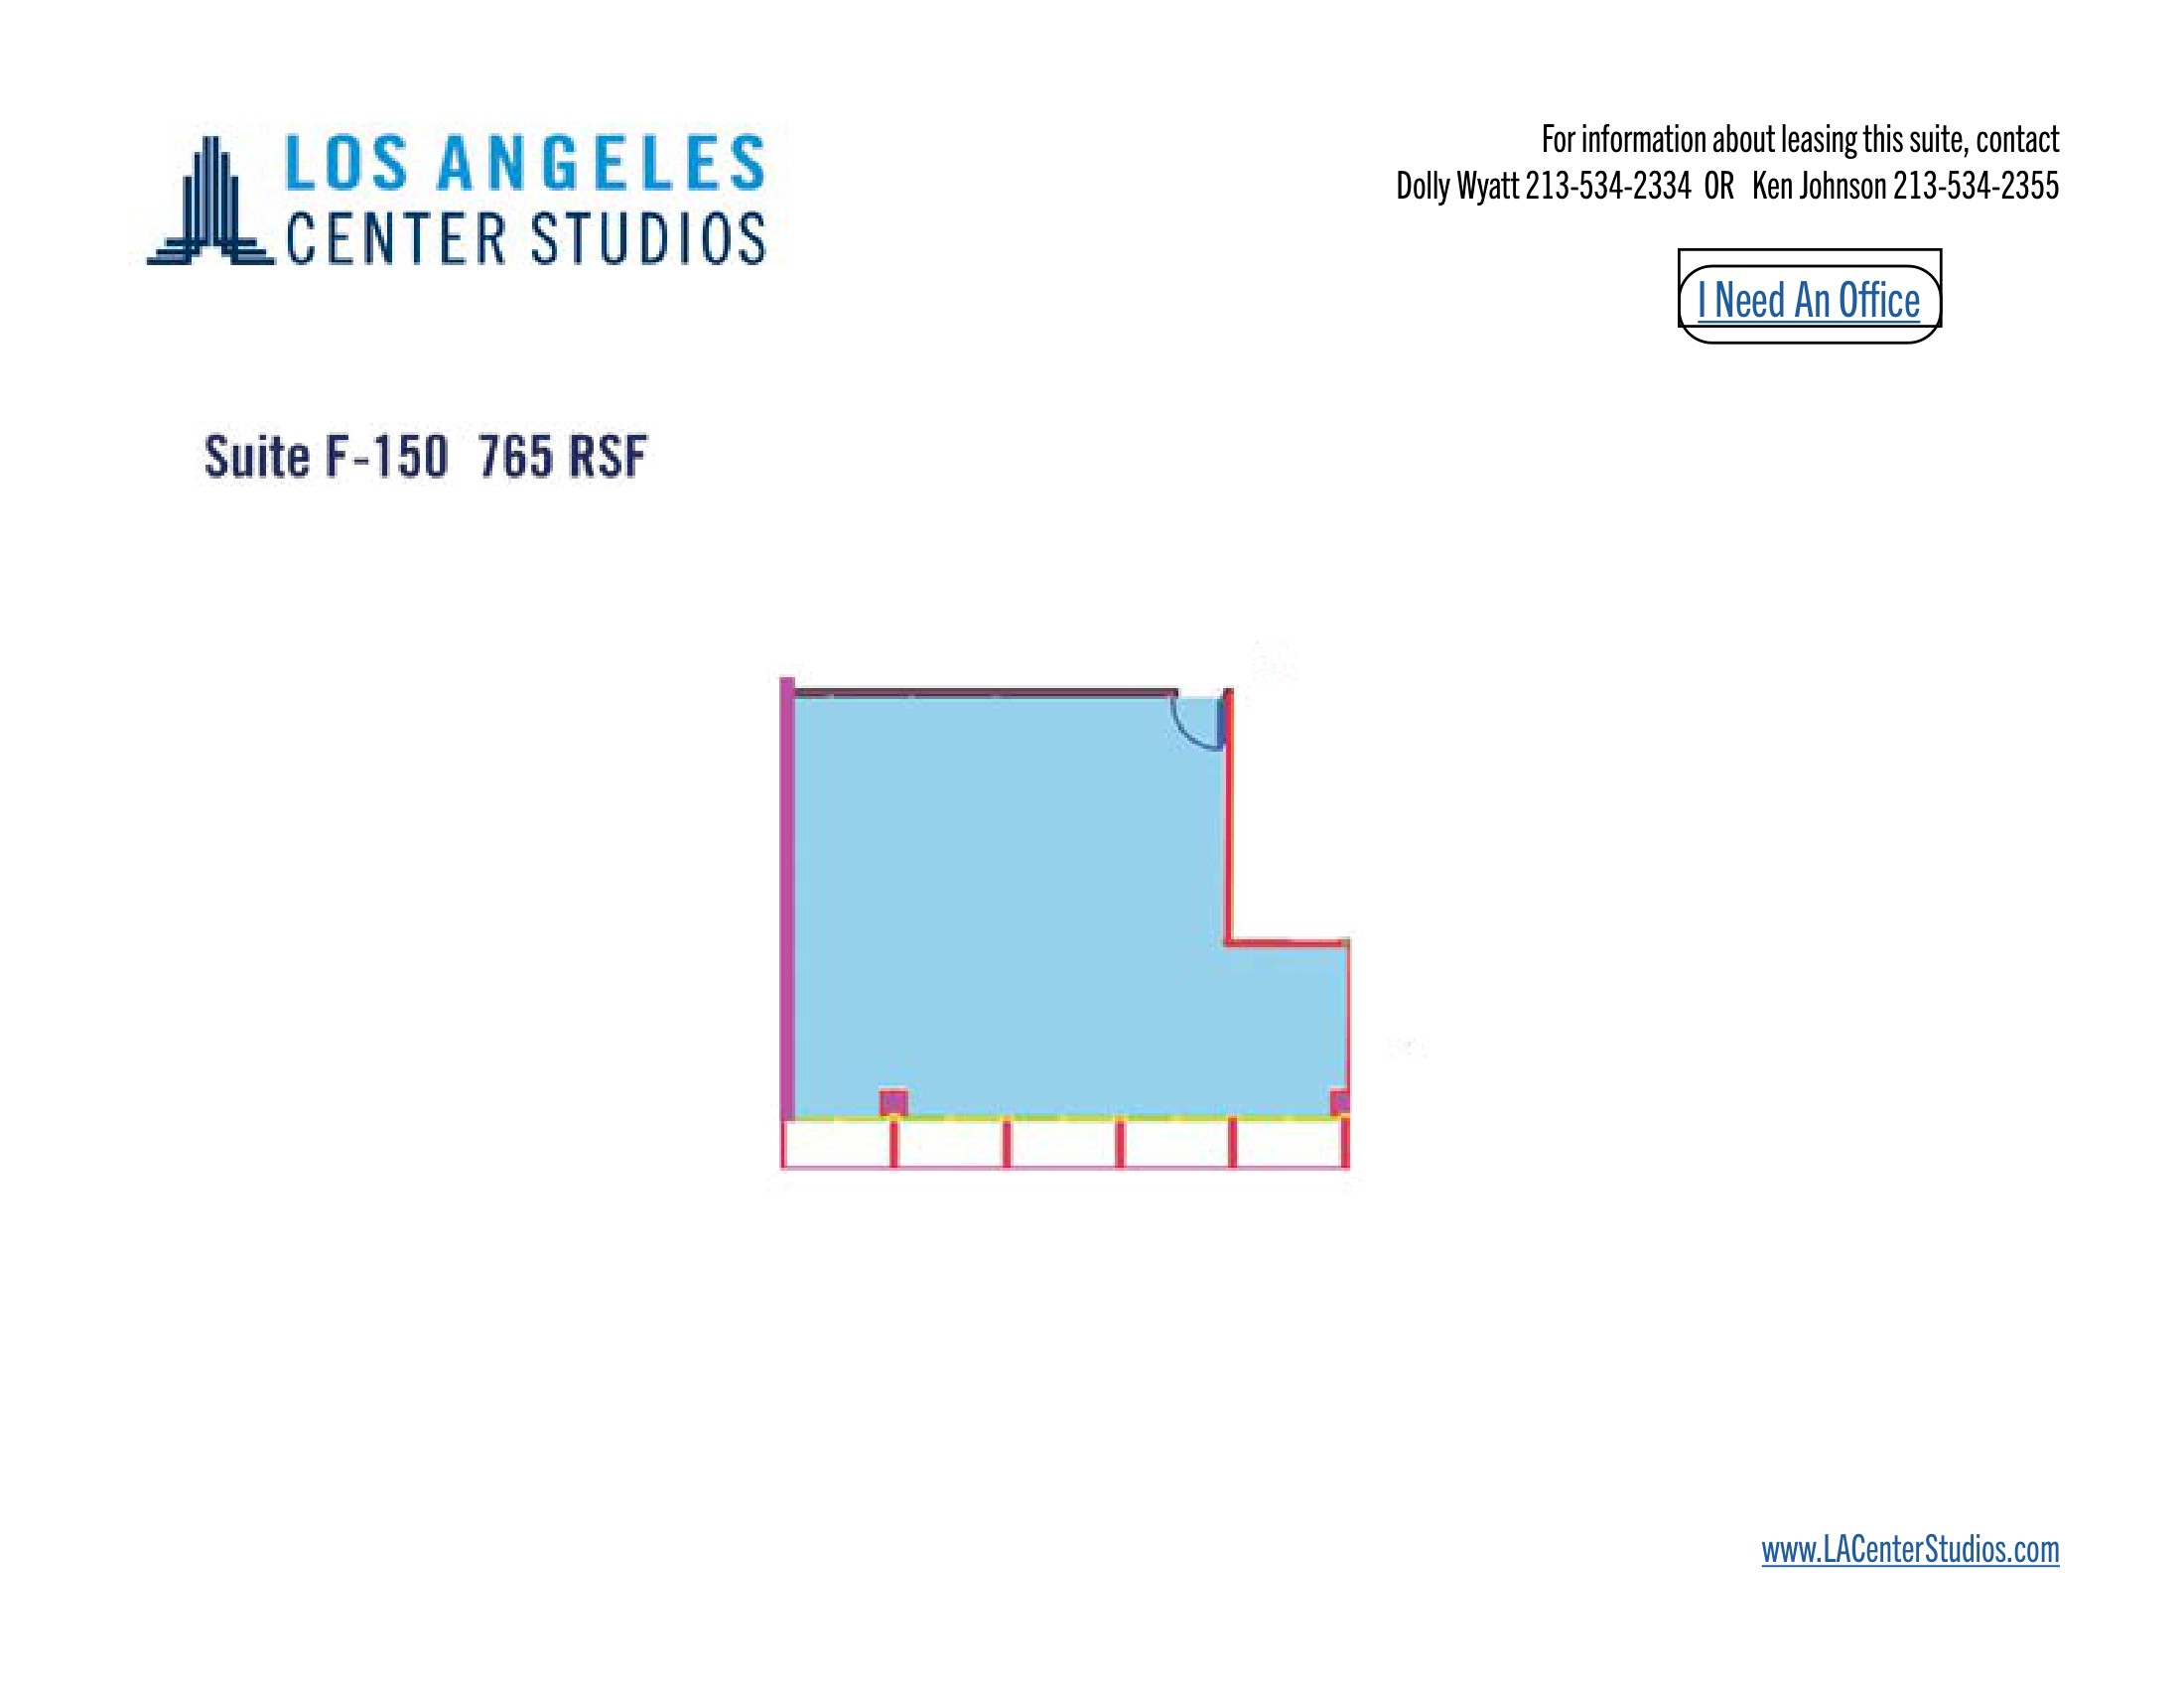 LOS ANGELES
CENTER STUDIOS
For information about leasing this suite, contact
Dolly Wyatt 213-534-2334 OR Ken Johnson 213-534-2355
I Need An Office
Suite F-150 765 RSF
www.LACenterStudios.com